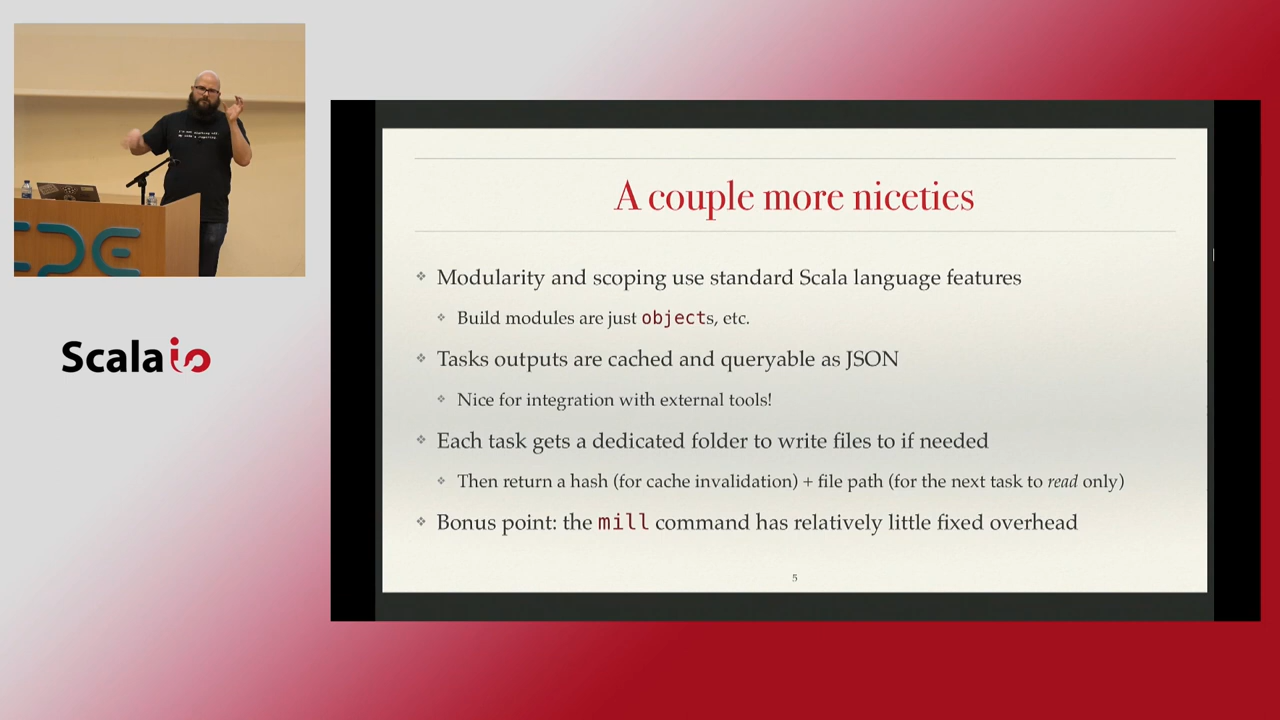 CPE
Scalaio
A couple more niceties
❖ Modularity and scoping use standard Scala language features
❖ Build modules are just objects, etc.
❖ Tasks outputs are cached and queryable as JSON
❖ Nice for integration with external tools!
❖ Each task gets a dedicated folder to write files to if needed
❖ Then return a hash (for cache invalidation) + file path (for the next task to read only)
❖ Bonus point: the mill command has relatively little fixed overhead
5